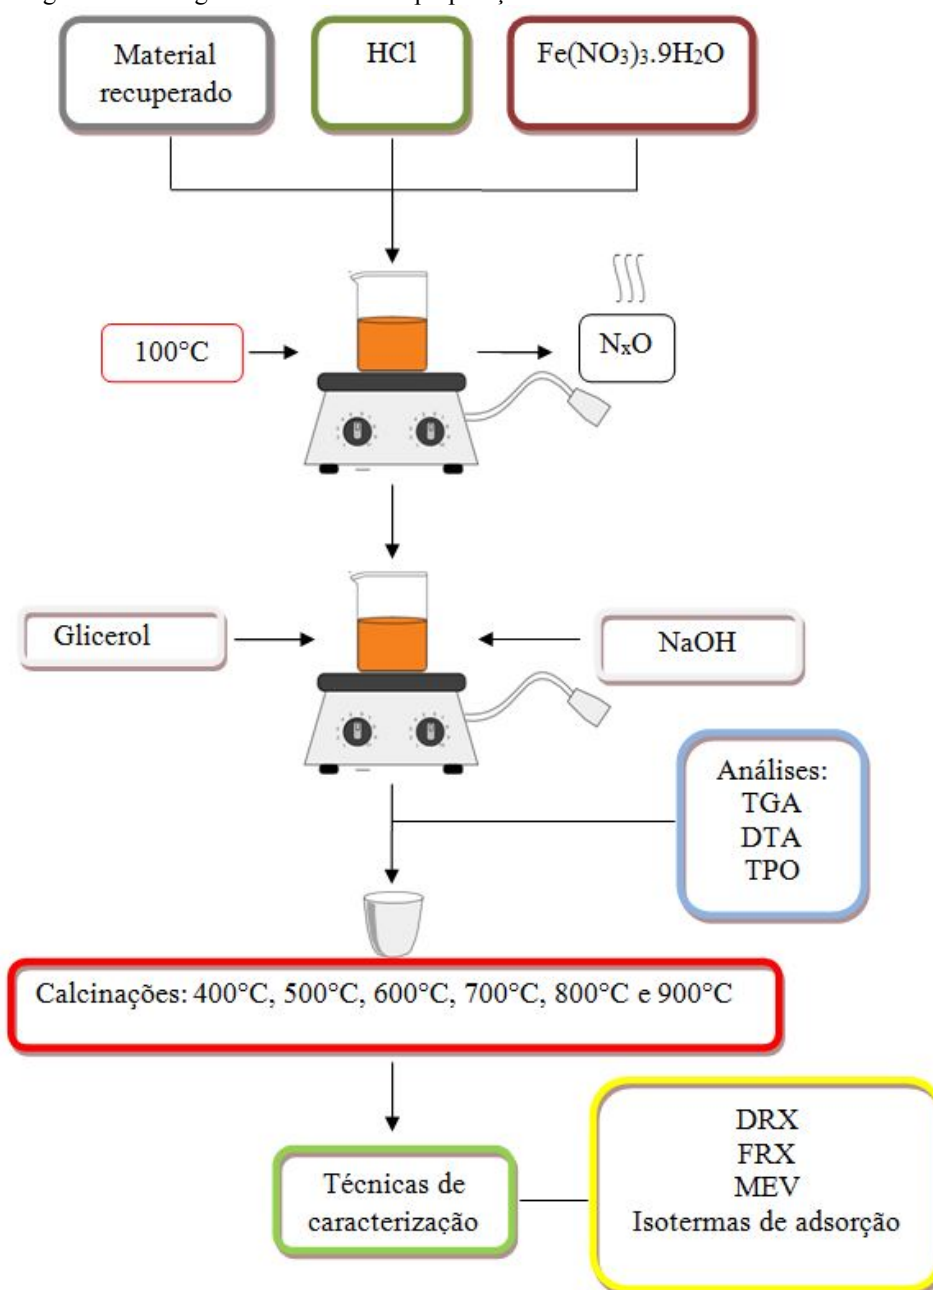 Material
recuperado
HCl
Fe(NO₃)₃.9H₂O
100°C
NₓO
Glicerol
NaOH
Análises:
TGA
DTA
TPO
Calcinações: 400°C, 500°C, 600°C, 700°C, 800°C e 900°C
Técnicas de
caracterização
DRX
FRX
MEV
Isotermas de adsorção